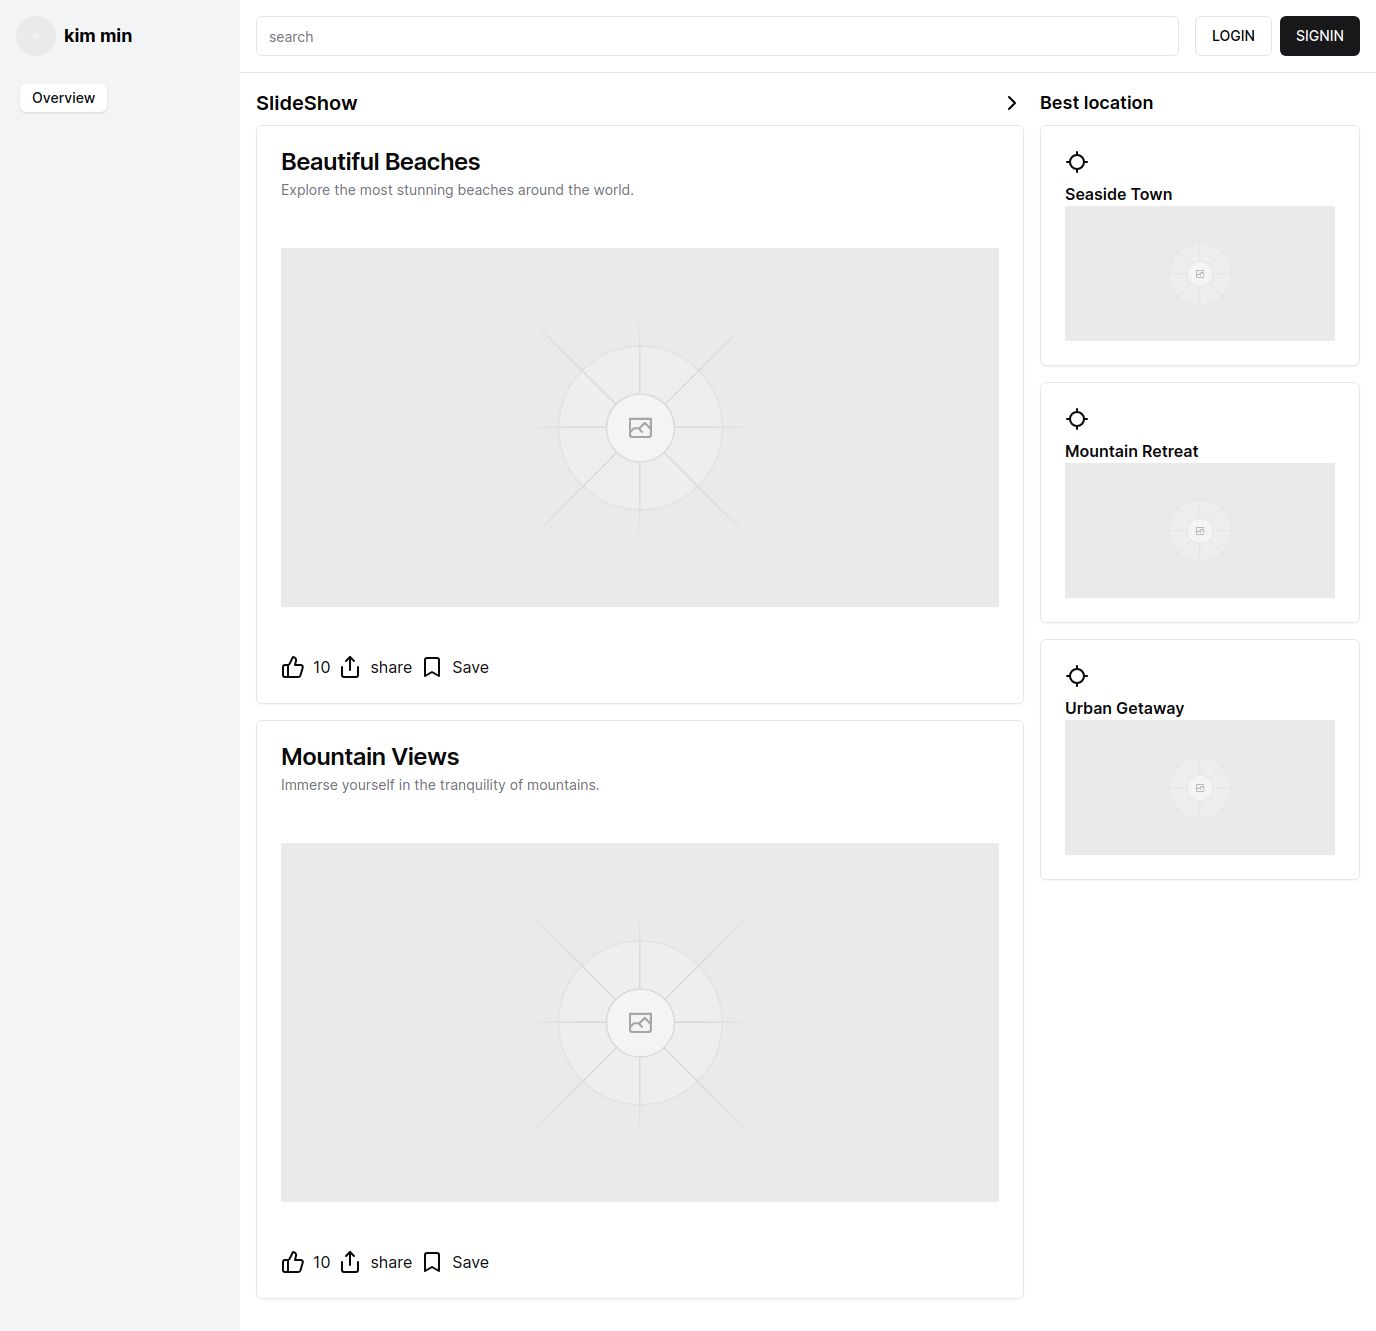 kim min
Overview
search
LOGIN
SIGNIN
SlideShow
Beautiful Beaches
Explore the most stunning beaches around the world.
10
share
Save
Mountain Views
Immerse yourself in the tranquility of mountains.
10
share
Save
Best location
Seaside Town
Mountain Retreat
Urban Getaway